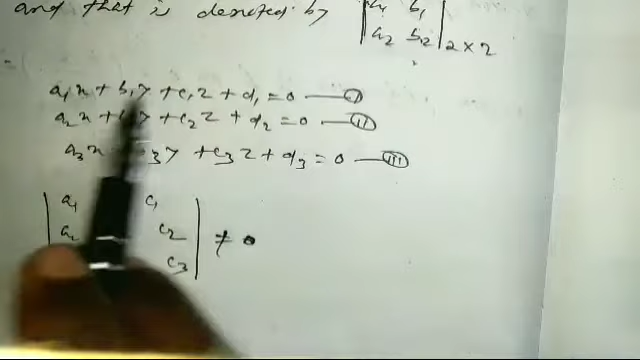 and that is denoted by | a₁ b₁ |
| a₂ b₂ | 2 × 2
a₁x + b₁y + c₁z + d₁ = 0 — (I)
a₂x + y + c₂z + d₂ = 0 — (II)
a₃x 3y + c₃z + d₃ = 0 — (III)
| a₁ c₁ |
| a₂ c₂ | ≠ 0
c₃ |